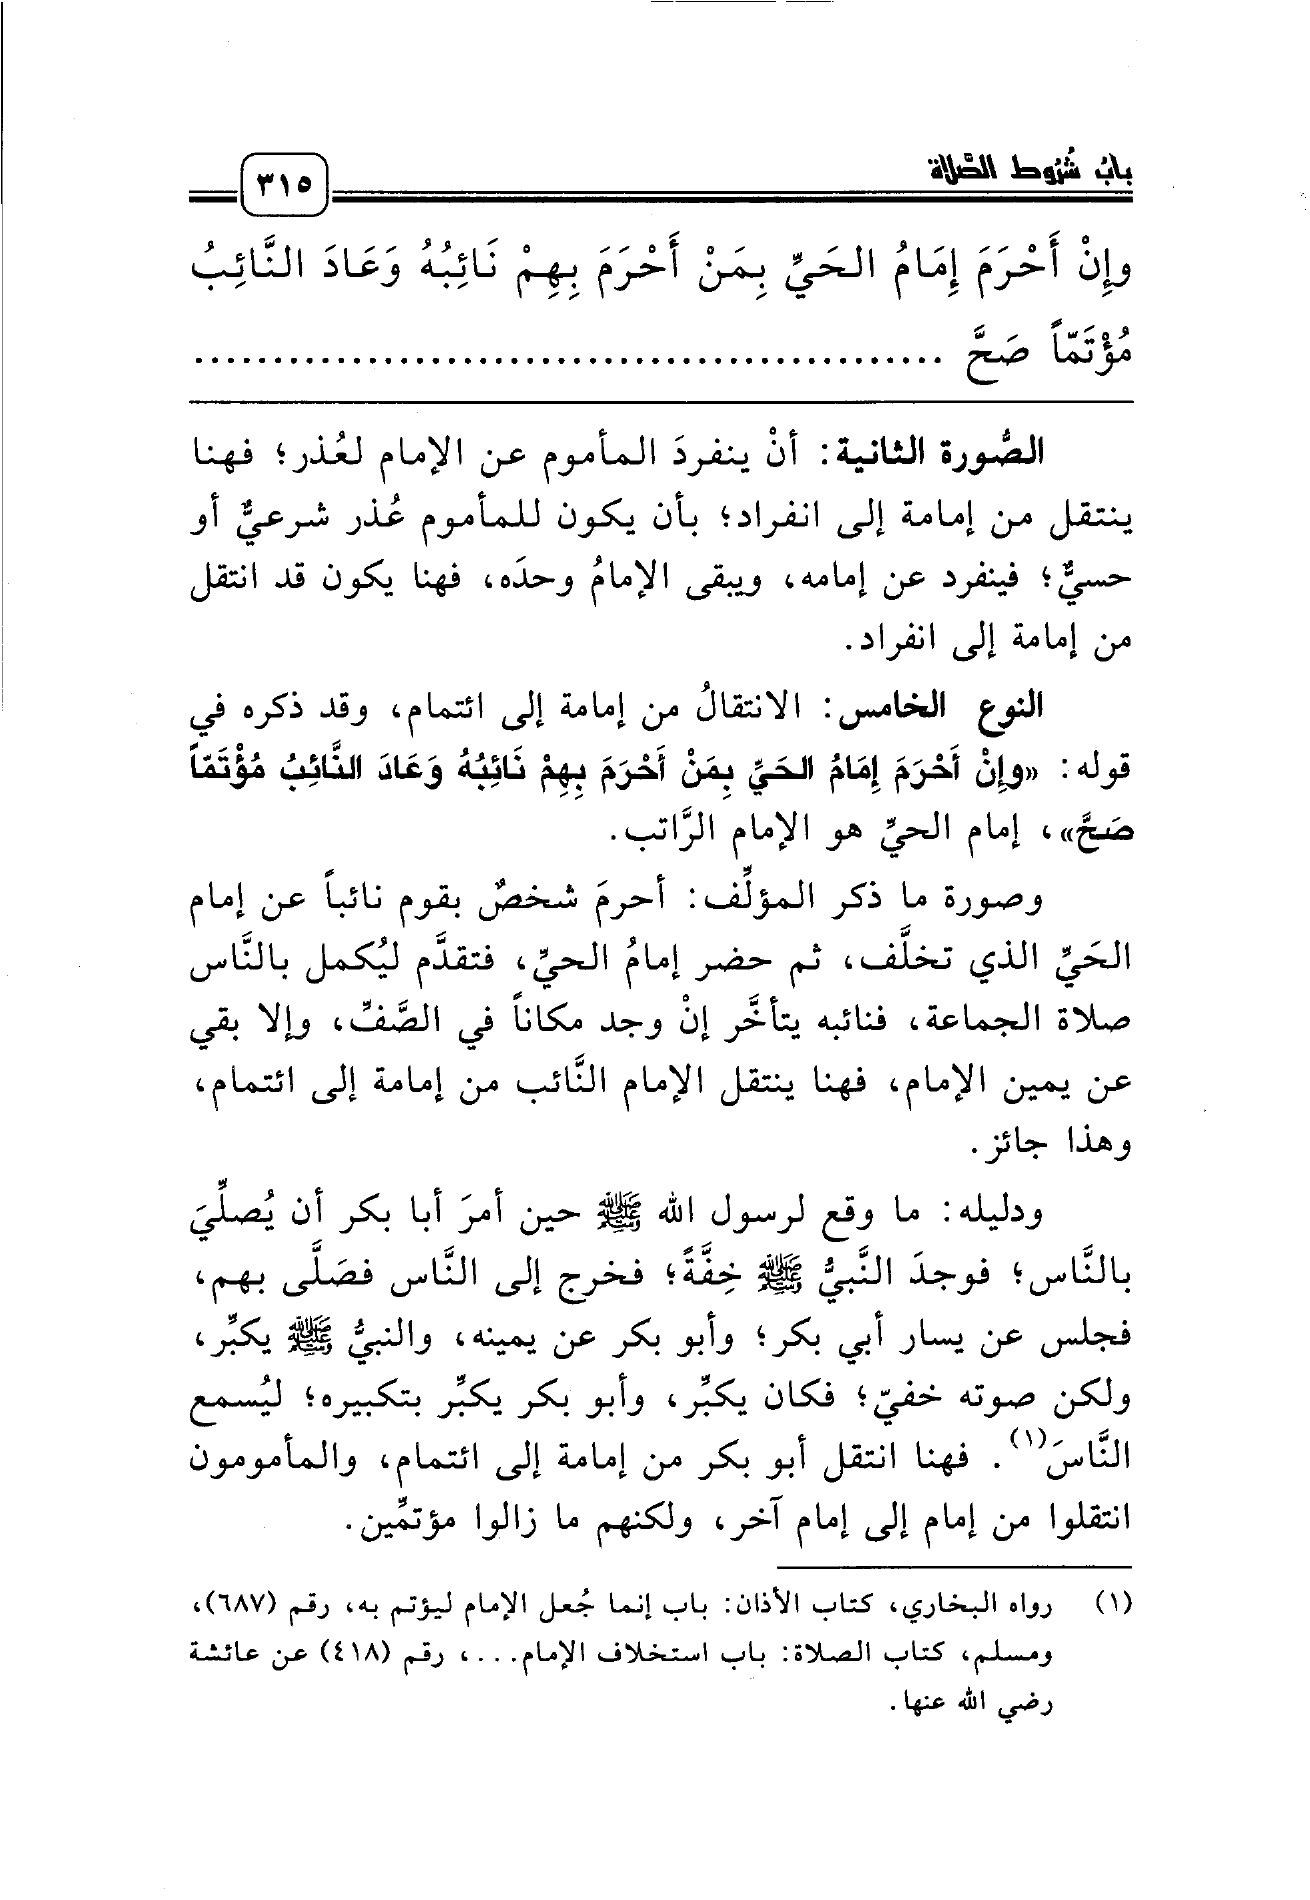 بابُ شُرُوط الصَّلاة
٣١٥
وإِنْ أَحْرَمَ إِمَامُ الحَيِّ بِمَنْ أَحْرَمَ بِهِمْ نَائِبُهُ وَعَادَ النَّائِبُ
مُؤْتَمّاً صَحَّ ................................................
الصُّورة الثانية: أنْ ينفردَ المأموم عن الإمام لعُذر؛ فهنا
ينتقل من إمامة إلى انفراد؛ بأن يكون للمأموم عُذر شرعيٌّ أو
حسيٌّ؛ فينفرد عن إمامه، ويبقى الإمامُ وحدَه، فهنا يكون قد انتقل
من إمامة إلى انفراد.
النوع الخامس: الانتقالُ من إمامة إلى ائتمام، وقد ذكره في
قوله: «وإِنْ أَحْرَمَ إِمَامُ الحَيِّ بِمَنْ أَحْرَمَ بِهِمْ نَائِبُهُ وَعَادَ النَّائِبُ مُؤْتَمّاً
صَحَّ»، إمام الحيِّ هو الإمام الرَّاتب.
وصورة ما ذكر المؤلِّف: أحرمَ شخصٌ بقوم نائباً عن إمام
الحَيِّ الذي تخلَّف، ثم حضر إمامُ الحيِّ، فتقدَّم ليُكمل بالنَّاس
صلاة الجماعة، فنائبه يتأخَّر إنْ وجد مكاناً في الصَّفِّ، وإلا بقي
عن يمين الإمام، فهنا ينتقل الإمام النَّائب من إمامة إلى ائتمام،
وهذا جائز.
ودليله: ما وقع لرسول الله ﷺ حين أمرَ أبا بكر أن يُصلِّيَ
بالنَّاس؛ فوجدَ النَّبيُّ ﷺ خِفَّةً؛ فخرج إلى النَّاس فصَلَّى بهم،
فجلس عن يسار أبي بكر؛ وأبو بكر عن يمينه، والنبيُّ ﷺ يكبِّر،
ولكن صوته خفيّ؛ فكان يكبِّر، وأبو بكر يكبِّر بتكبيره؛ ليُسمع
النَّاسَ(١). فهنا انتقل أبو بكر من إمامة إلى ائتمام، والمأمومون
انتقلوا من إمام إلى إمام آخر، ولكنهم ما زالوا مؤتمِّين.
(١) رواه البخاري، كتاب الأذان: باب إنما جُعل الإمام ليؤتم به، رقم (٦٨٧)،
ومسلم، كتاب الصلاة: باب استخلاف الإمام...، رقم (٤١٨) عن عائشة
رضي الله عنها.